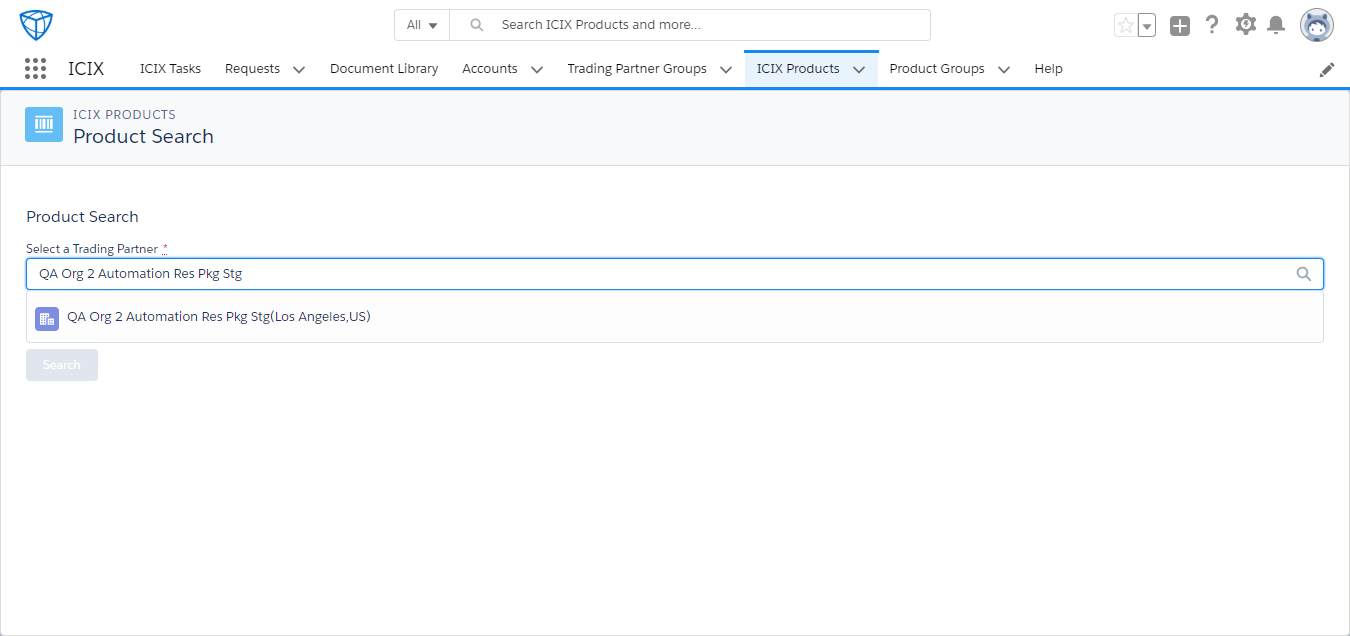 All
Search ICIX Products and more...
ICIX
ICIX Tasks
Requests
Document Library
Accounts
Trading Partner Groups
ICIX Products
Product Groups
Help
ICIX PRODUCTS
Product Search
Product Search
Select a Trading Partner *
QA Org 2 Automation Res Pkg Stg
QA Org 2 Automation Res Pkg Stg(Los Angeles,US)
Search